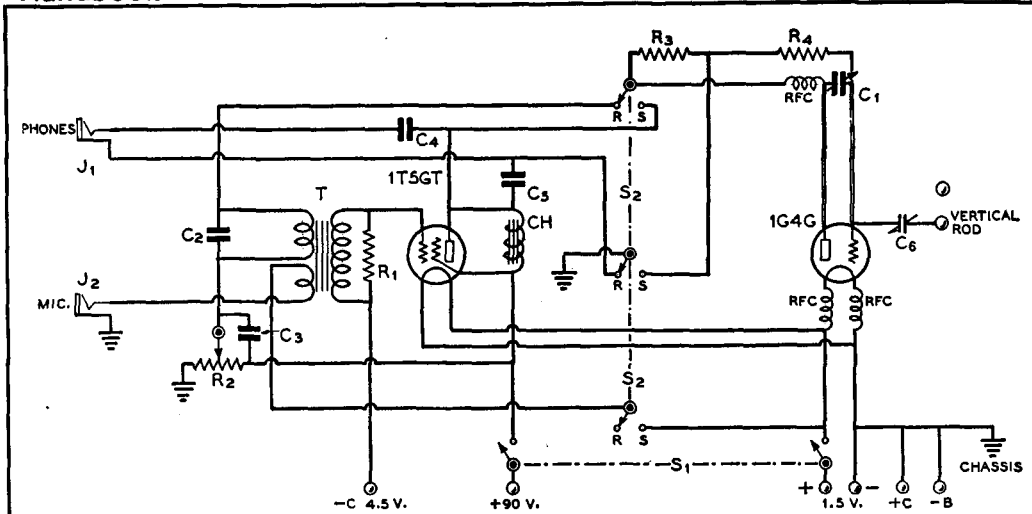 R3
R4
RFC
C1
R S
PHONES
J1
C4
1T5GT
C5
S2
T
CH
1G4G
VERTICAL
ROD
C6
C2
R1
R S
J2
MIC.
RFC RFC
C3
R2
S2
R S
S1
CHASSIS
-C 4.5 V.
+90 V.
+ 1.5 V. -
+C
-B